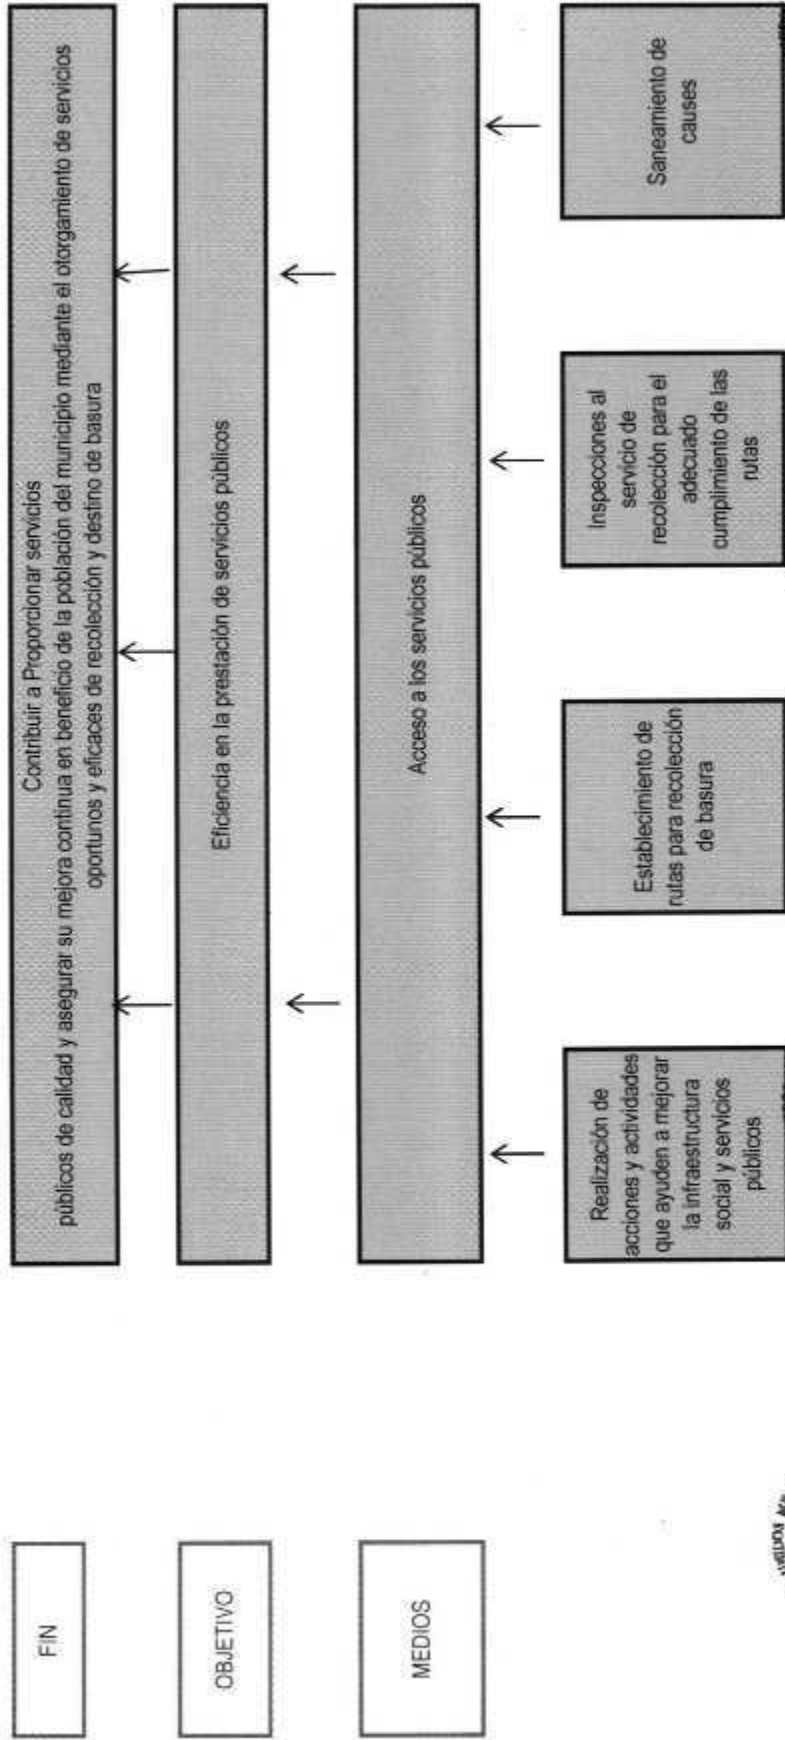 FIN
Contribuir a Proporcionar servicios
públicos de calidad y asegurar su mejora continua en beneficio de la población del municipio mediante el otorgamiento de servicios
oportunos y eficaces de recolección y destino de basura
OBJETIVO
Eficiencia en la prestación de servicios públicos
MEDIOS
Acceso a los servicios públicos
Realización de
acciones y actividades
que ayuden a mejorar
la infraestructura
social y servicios
públicos
Establecimiento de
rutas para recolección
de basura
Inspecciones al
servicio de
recolección para el
adecuado
cumplimiento de las
rutas
Saneamiento de
causes